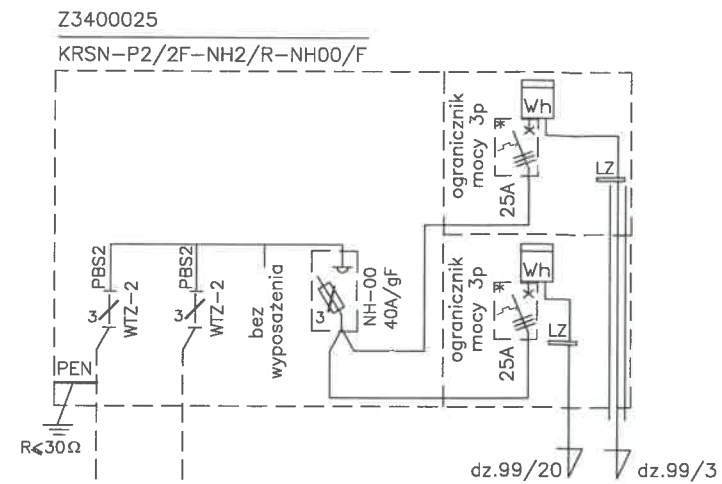 Z3400025
KRSN-P2/2F-NH2/R-NH00/F
Wh
*
ogranicznik
mocy 3p
25A
LZ
PBS2
3
WTZ-2
PBS2
3
WTZ-2
bez
wyposażenia
3
NH-00
40A/gF
Wh
*
ogranicznik
mocy 3p
25A
LZ
PEN
R⩽30Ω
dz.99/20
dz.99/3